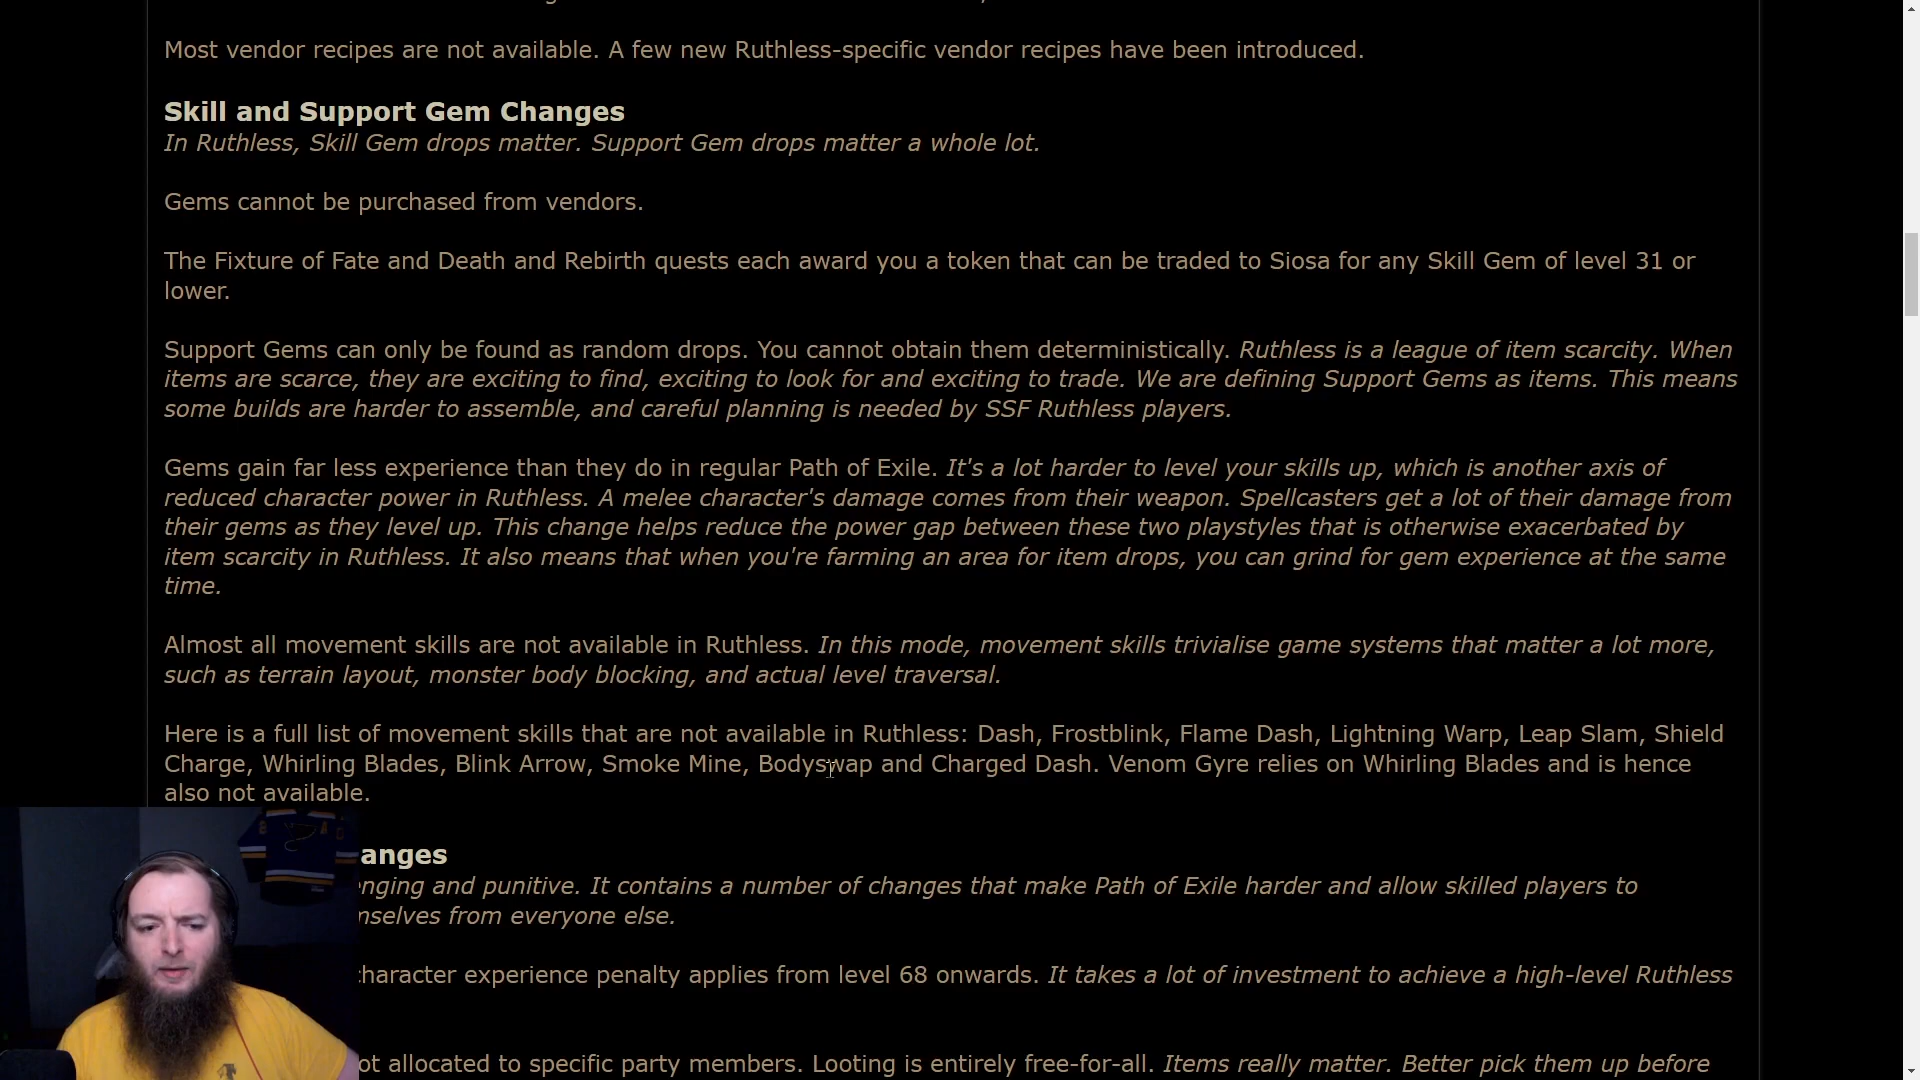 Most vendor recipes are not available. A few new Ruthless-specific vendor recipes have been introduced.
Skill and Support Gem Changes
In Ruthless, Skill Gem drops matter. Support Gem drops matter a whole lot.
Gems cannot be purchased from vendors.
The Fixture of Fate and Death and Rebirth quests each award you a token that can be traded to Siosa for any Skill Gem of level 31 or
lower.
Support Gems can only be found as random drops. You cannot obtain them deterministically. Ruthless is a league of item scarcity. When
items are scarce, they are exciting to find, exciting to look for and exciting to trade. We are defining Support Gems as items. This means
some builds are harder to assemble, and careful planning is needed by SSF Ruthless players.
Gems gain far less experience than they do in regular Path of Exile. It's a lot harder to level your skills up, which is another axis of
reduced character power in Ruthless. A melee character's damage comes from their weapon. Spellcasters get a lot of their damage from
their gems as they level up. This change helps reduce the power gap between these two playstyles that is otherwise exacerbated by
item scarcity in Ruthless. It also means that when you're farming an area for item drops, you can grind for gem experience at the same
time.
Almost all movement skills are not available in Ruthless. In this mode, movement skills trivialise game systems that matter a lot more,
such as terrain layout, monster body blocking, and actual level traversal.
Here is a full list of movement skills that are not available in Ruthless: Dash, Frostblink, Flame Dash, Lightning Warp, Leap Slam, Shield
Charge, Whirling Blades, Blink Arrow, Smoke Mine, Bodyswap and Charged Dash. Venom Gyre relies on Whirling Blades and is hence
also not available.
anges
enging and punitive. It contains a number of changes that make Path of Exile harder and allow skilled players to
mselves from everyone else.
character experience penalty applies from level 68 onwards. It takes a lot of investment to achieve a high-level Ruthless
ot allocated to specific party members. Looting is entirely free-for-all. Items really matter. Better pick them up before